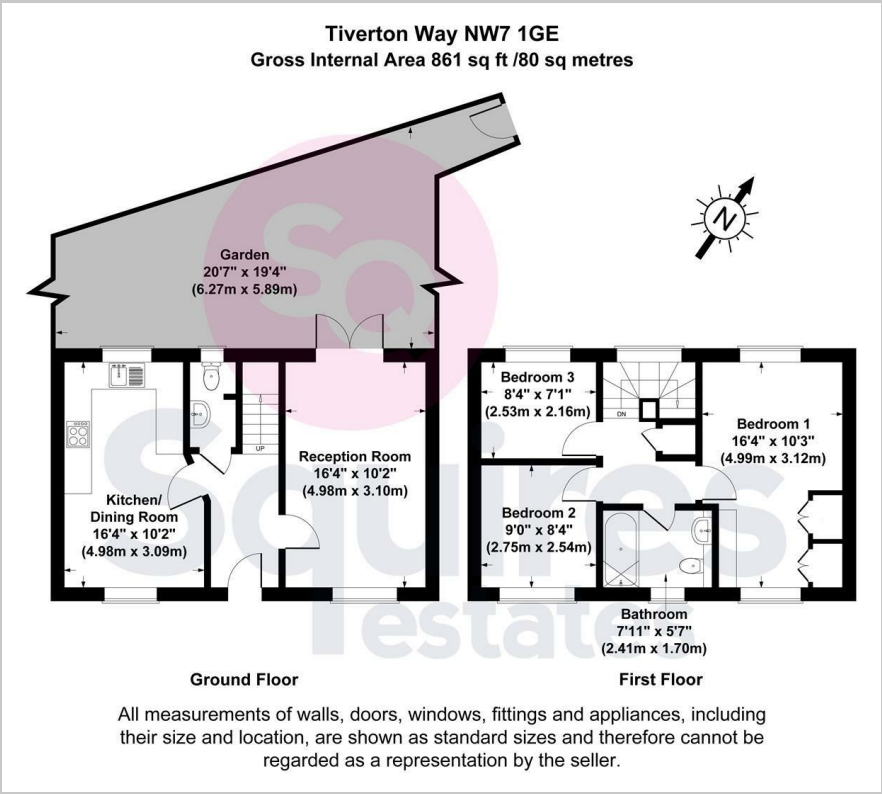 Tiverton Way NW7 1GE
Gross Internal Area 861 sq ft /80 sq metres
N
SQ
Garden
20'7" x 19'4"
(6.27m x 5.89m)
Kitchen/
Dining Room
16'4" x 10'2"
(4.98m x 3.09m)
UP
Reception Room
16'4" x 10'2"
(4.98m x 3.10m)
Bedroom 3
8'4" x 7'1"
(2.53m x 2.16m)
DN
Bedroom 1
16'4" x 10'3"
(4.99m x 3.12m)
Bedroom 2
9'0" x 8'4"
(2.75m x 2.54m)
Bathroom
7'11" x 5'7"
(2.41m x 1.70m)
Squires
estates
Ground Floor
First Floor
All measurements of walls, doors, windows, fittings and appliances, including
their size and location, are shown as standard sizes and therefore cannot be
regarded as a representation by the seller.